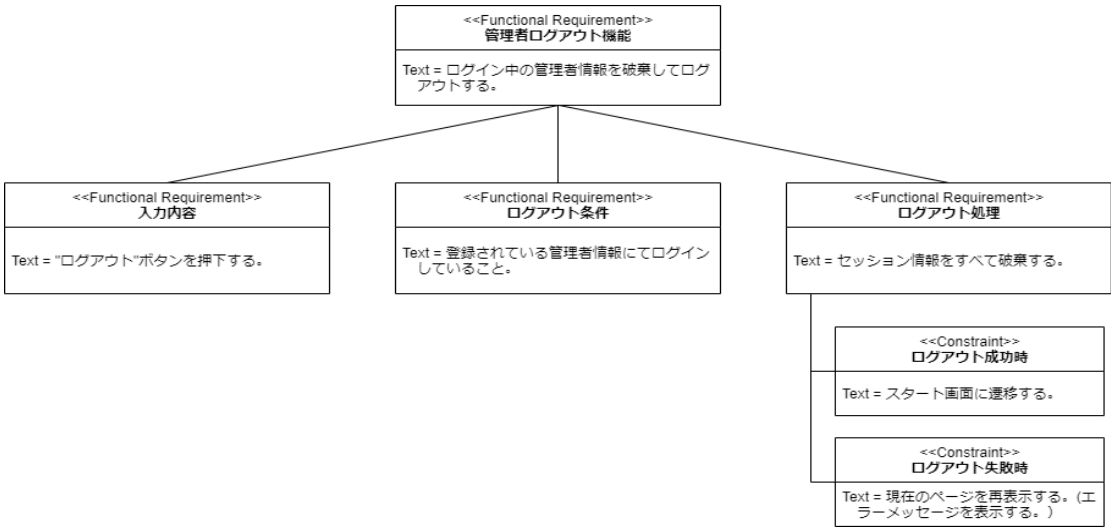 <<Functional Requirement>>
管理者ログアウト機能
Text = ログイン中の管理者情報を破棄してログ
アウトする。
<<Functional Requirement>>
入力内容
Text = "ログアウト"ボタンを押下する。
<<Functional Requirement>>
ログアウト条件
Text = 登録されている管理者情報にてログイン
していること。
<<Functional Requirement>>
ログアウト処理
Text = セッション情報をすべて破棄する。
<<Constraint>>
ログアウト成功時
Text = スタート画面に遷移する。
<<Constraint>>
ログアウト失敗時
Text = 現在のページを再表示する。(エ
ラーメッセージを表示する。）